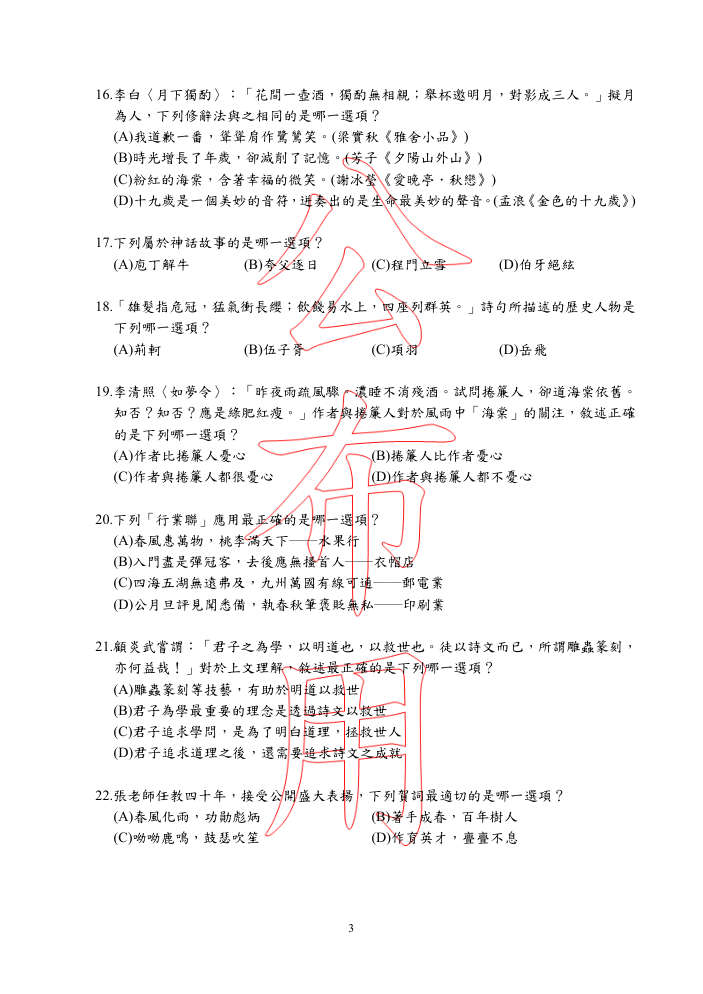 16.李白〈月下獨酌〉：「花間一壺酒，獨酌無相親；舉杯邀明月，對影成三人。」擬月
為人，下列修辭法與之相同的是哪一選項？
(A)我道歉一番，聳聳肩作鷺鷥笑。(梁實秋《雅舍小品》)
(B)時光增長了年歲，卻減削了記憶。(芳子《夕陽山外山》)
(C)粉紅的海棠，含著幸福的微笑。(謝冰瑩《愛晚亭．秋戀》)
(D)十九歲是一個美妙的音符，迸奏出的是生命最美妙的聲音。(孟浪《金色的十九歲》)
17.下列屬於神話故事的是哪一選項？
(A)庖丁解牛 (B)夸父逐日 (C)程門立雪 (D)伯牙絕絃
18.「雄髮指危冠，猛氣衝長纓；飲餞易水上，四座列群英。」詩句所描述的歷史人物是
下列哪一選項？
(A)荊軻 (B)伍子胥 (C)項羽 (D)岳飛
19.李清照〈如夢令〉：「昨夜雨疏風驟。濃睡不消殘酒。試問捲簾人，卻道海棠依舊。
知否？知否？應是綠肥紅瘦。」作者與捲簾人對於風雨中「海棠」的關注，敘述正確
的是下列哪一選項？
(A)作者比捲簾人憂心 (B)捲簾人比作者憂心
(C)作者與捲簾人都很憂心 (D)作者與捲簾人都不憂心
20.下列「行業聯」應用最正確的是哪一選項？
(A)春風惠萬物，桃李滿天下──水果行
(B)入門盡是彈冠客，去後應無搔首人──衣帽店
(C)四海五湖無遠弗及，九州萬國有線可通──郵電業
(D)公月旦評見聞悉備，執春秋筆褒貶無私──印刷業
21.顧炎武嘗謂：「君子之為學，以明道也，以救世也。徒以詩文而已，所謂雕蟲篆刻，
亦何益哉！」對於上文理解，敘述最正確的是下列哪一選項？
(A)雕蟲篆刻等技藝，有助於明道以救世
(B)君子為學最重要的理念是透過詩文以救世
(C)君子追求學問，是為了明白道理，拯救世人
(D)君子追求道理之後，還需要追求詩文之成就
22.張老師任教四十年，接受公開盛大表揚，下列賀詞最適切的是哪一選項？
(A)春風化雨，功勛彪炳 (B)著手成春，百年樹人
(C)呦呦鹿鳴，鼓瑟吹笙 (D)作育英才，亹亹不息
公布用
3